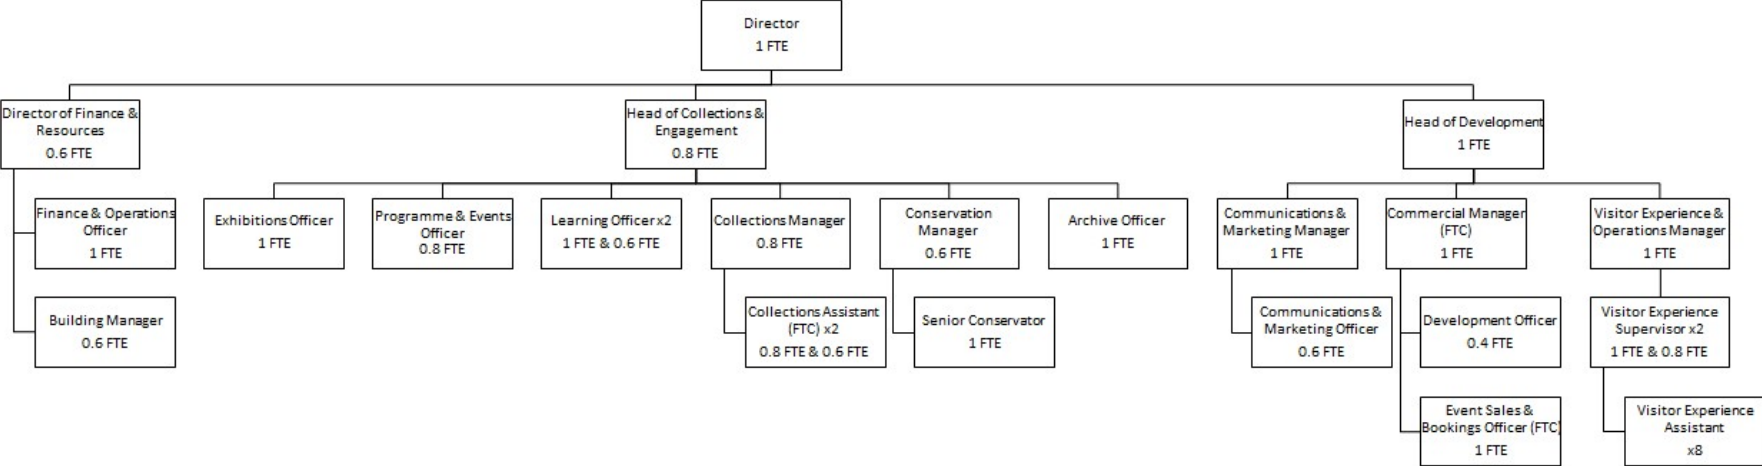 Director
1 FTE
Director of Finance &
Resources
0.6 FTE
Head of Collections &
Engagement
0.8 FTE
Head of Development
1 FTE
Finance & Operations
Officer
1 FTE
Exhibitions Officer
1 FTE
Programme & Events
Officer
0.8 FTE
Learning Officer x2
1 FTE & 0.6 FTE
Collections Manager
0.8 FTE
Conservation
Manager
0.6 FTE
Archive Officer
1 FTE
Communications &
Marketing Manager
1 FTE
Commercial Manager
(FTC)
1 FTE
Visitor Experience &
Operations Manager
1 FTE
Building Manager
0.6 FTE
Collections Assistant
(FTC) x2
0.8 FTE & 0.6 FTE
Senior Conservator
1 FTE
Communications &
Marketing Officer
0.6 FTE
Development Officer
0.4 FTE
Visitor Experience
Supervisor x2
1 FTE & 0.8 FTE
Event Sales &
Bookings Officer (FTC)
1 FTE
Visitor Experience
Assistant
x8